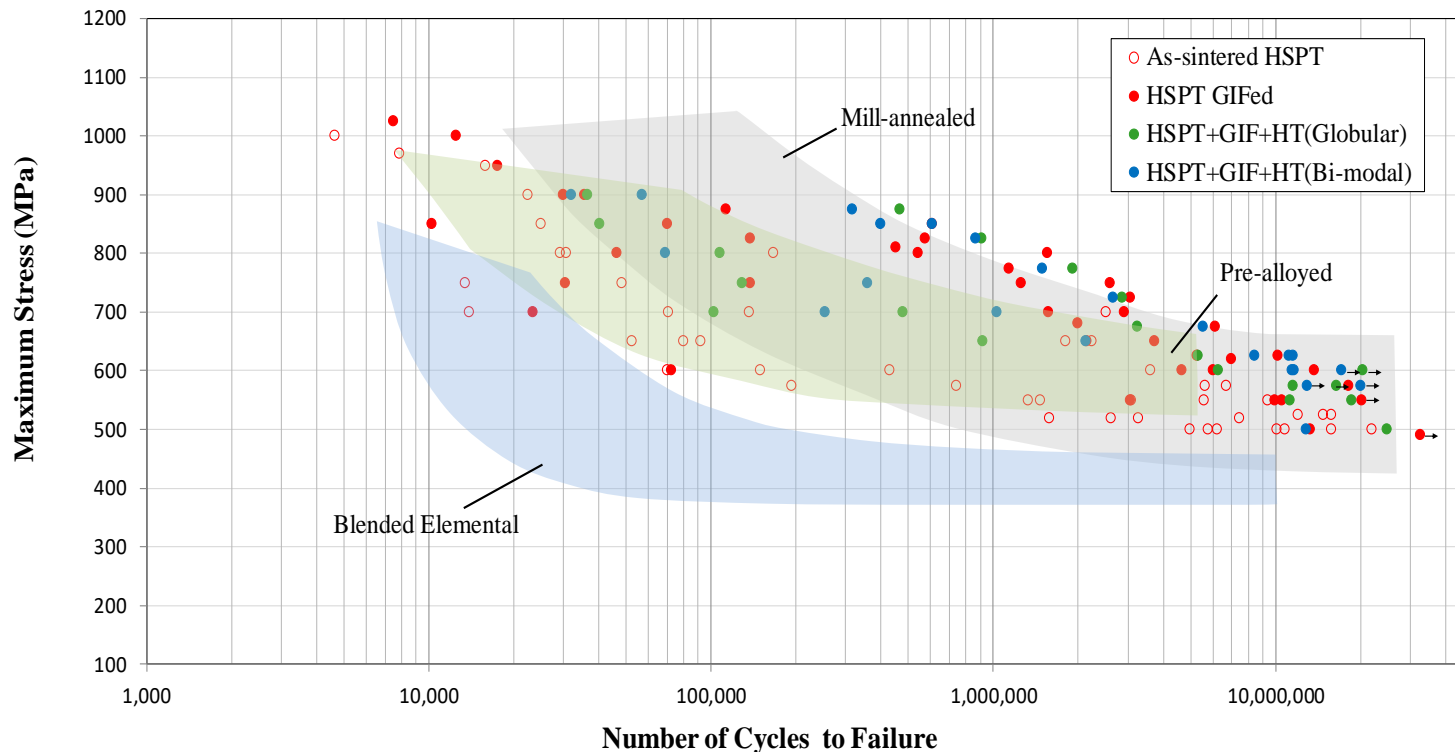 1200
1100
1000
900
800
700
600
500
400
300
200
100
Maximum Stress (MPa)
As-sintered HSPT
HSPT GIFed
HSPT+GIF+HT(Globular)
HSPT+GIF+HT(Bi-modal)
Mill-annealed
Pre-alloyed
Blended Elemental
1,000
10,000
100,000
1,000,000
10,000,000
Number of Cycles to Failure